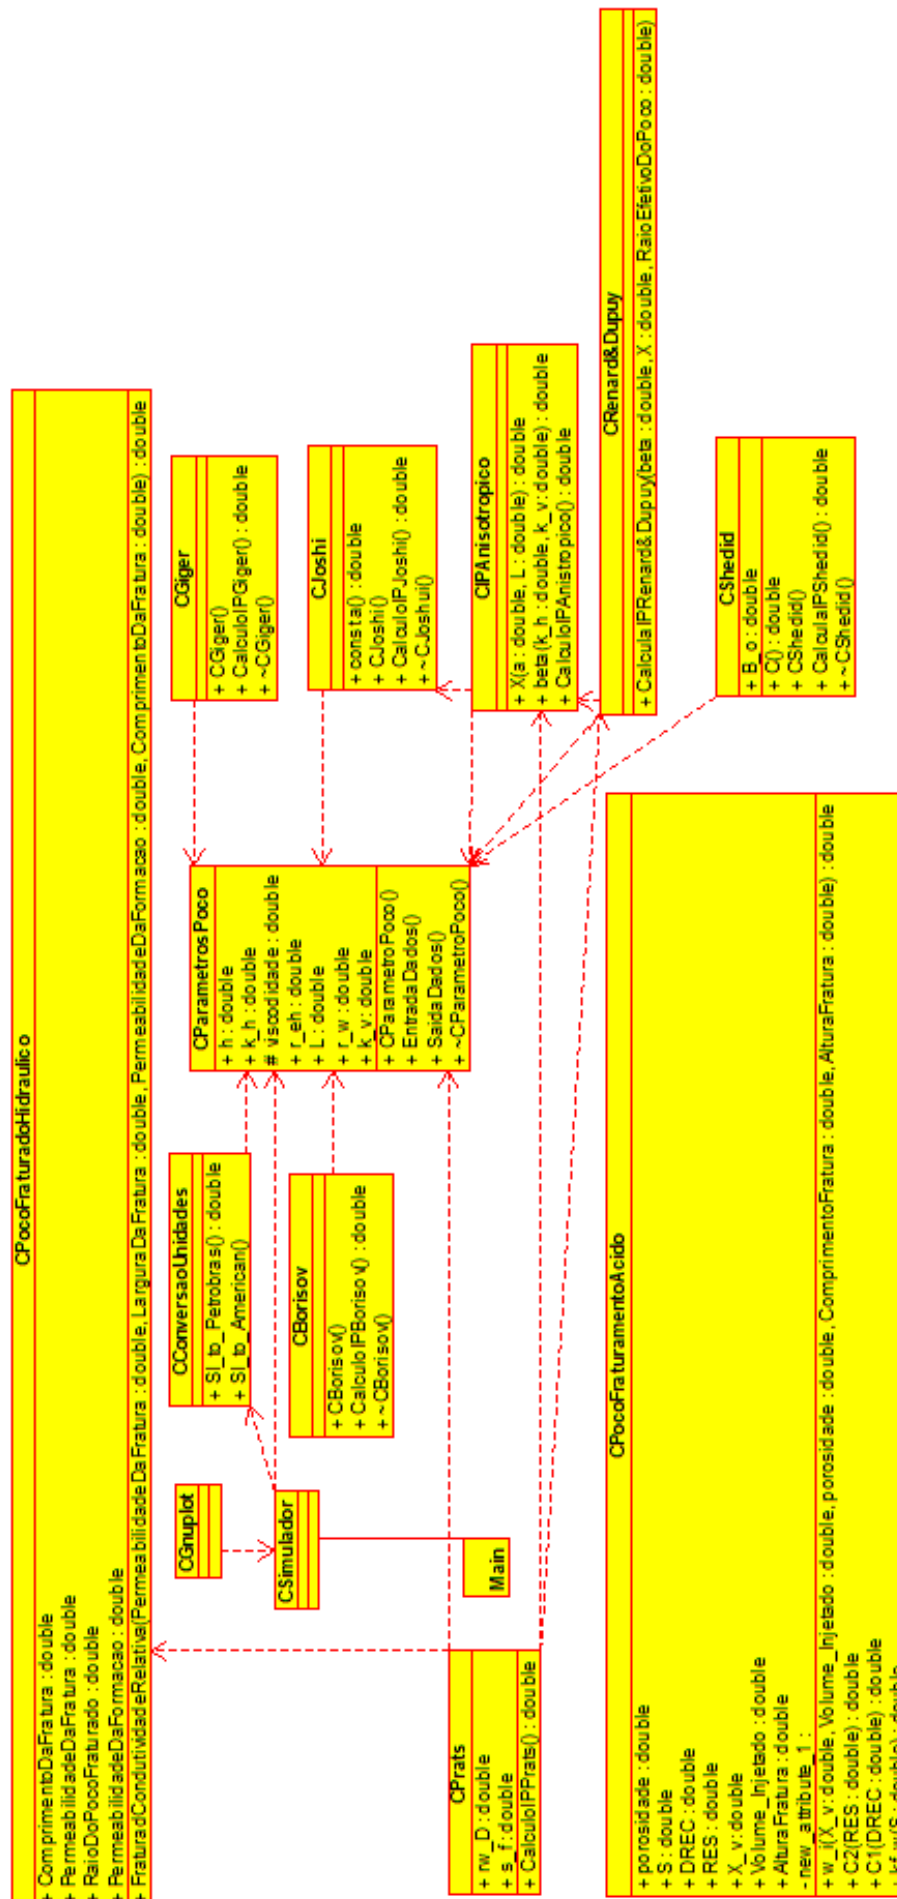 CPocoFraturadoHidraulico
+ ComprimentoDaFratura : double
+ PermeabilidadeDaFratura : double
+ RaioDoPocoFraturado : double
+ PermeabilidadeDaFormacao : double
+ FraturadCondutividadeRelativa(PermeabilidadeDaFratura : double, Largura DaFratura : double, PermeabilidadeDaFormacao : double, ComprimentoDaFratura : double) : double
CGnuplot
CSimulador
Main
CConversaoUnidades
+ SI_to_Petrobras() : double
+ SI_to_American()
CBorisov
+ CBorisov()
+ CalculoIPBorisov() : double
+ ~CBorisov()
CParametrosPoco
+ h : double
+ k_h : double
# viscodidade : double
+ r_eh : double
+ L : double
+ r_w : double
+ k_v : double
+ CParametroPoco()
+ EntradaDados()
+ SaidaDados()
+ ~CParametroPoco()
CGiger
+ CGiger()
+ CalculoIPGiger() : double
+ ~CGiger()
CJoshi
+ consta() : double
+ CJoshi()
+ CalculoIPJoshi() : double
+ ~CJoshui()
CIPAnisotropico
+ X(a : double, L : double) : double
+ beta(k_h : double, k_v : double) : double
+ CalculoIPAnistropico() : double
CRenard&Dupuy
+ CalculaIPRenard&Dupuy(beta : double, X : double, RaioEfetivoDoPoco : double)
CShedid
+ B_o : double
+ C() : double
+ CShedid()
+ CalculaIPShedid() : double
+ ~CShedid()
CPrats
+ rw_D : double
+ s_f : double
+ CalculoIPPrats() : double
CPocoFraturamentoAcido
+ porosidade : double
+ S : double
+ DREC : double
+ RES : double
+ X_v : double
+ Volume_Injetado : double
+ AlturaFratura : double
- new_attribute_1 :
+ w_i(X_v : double, Volume_Injetado : double, porosidade : double, ComprimentoFratura : double, AlturaFratura : double) : double
+ C2(RES : double) : double
+ C1(DREC : double) : double
+ kf_w(S : double) : double